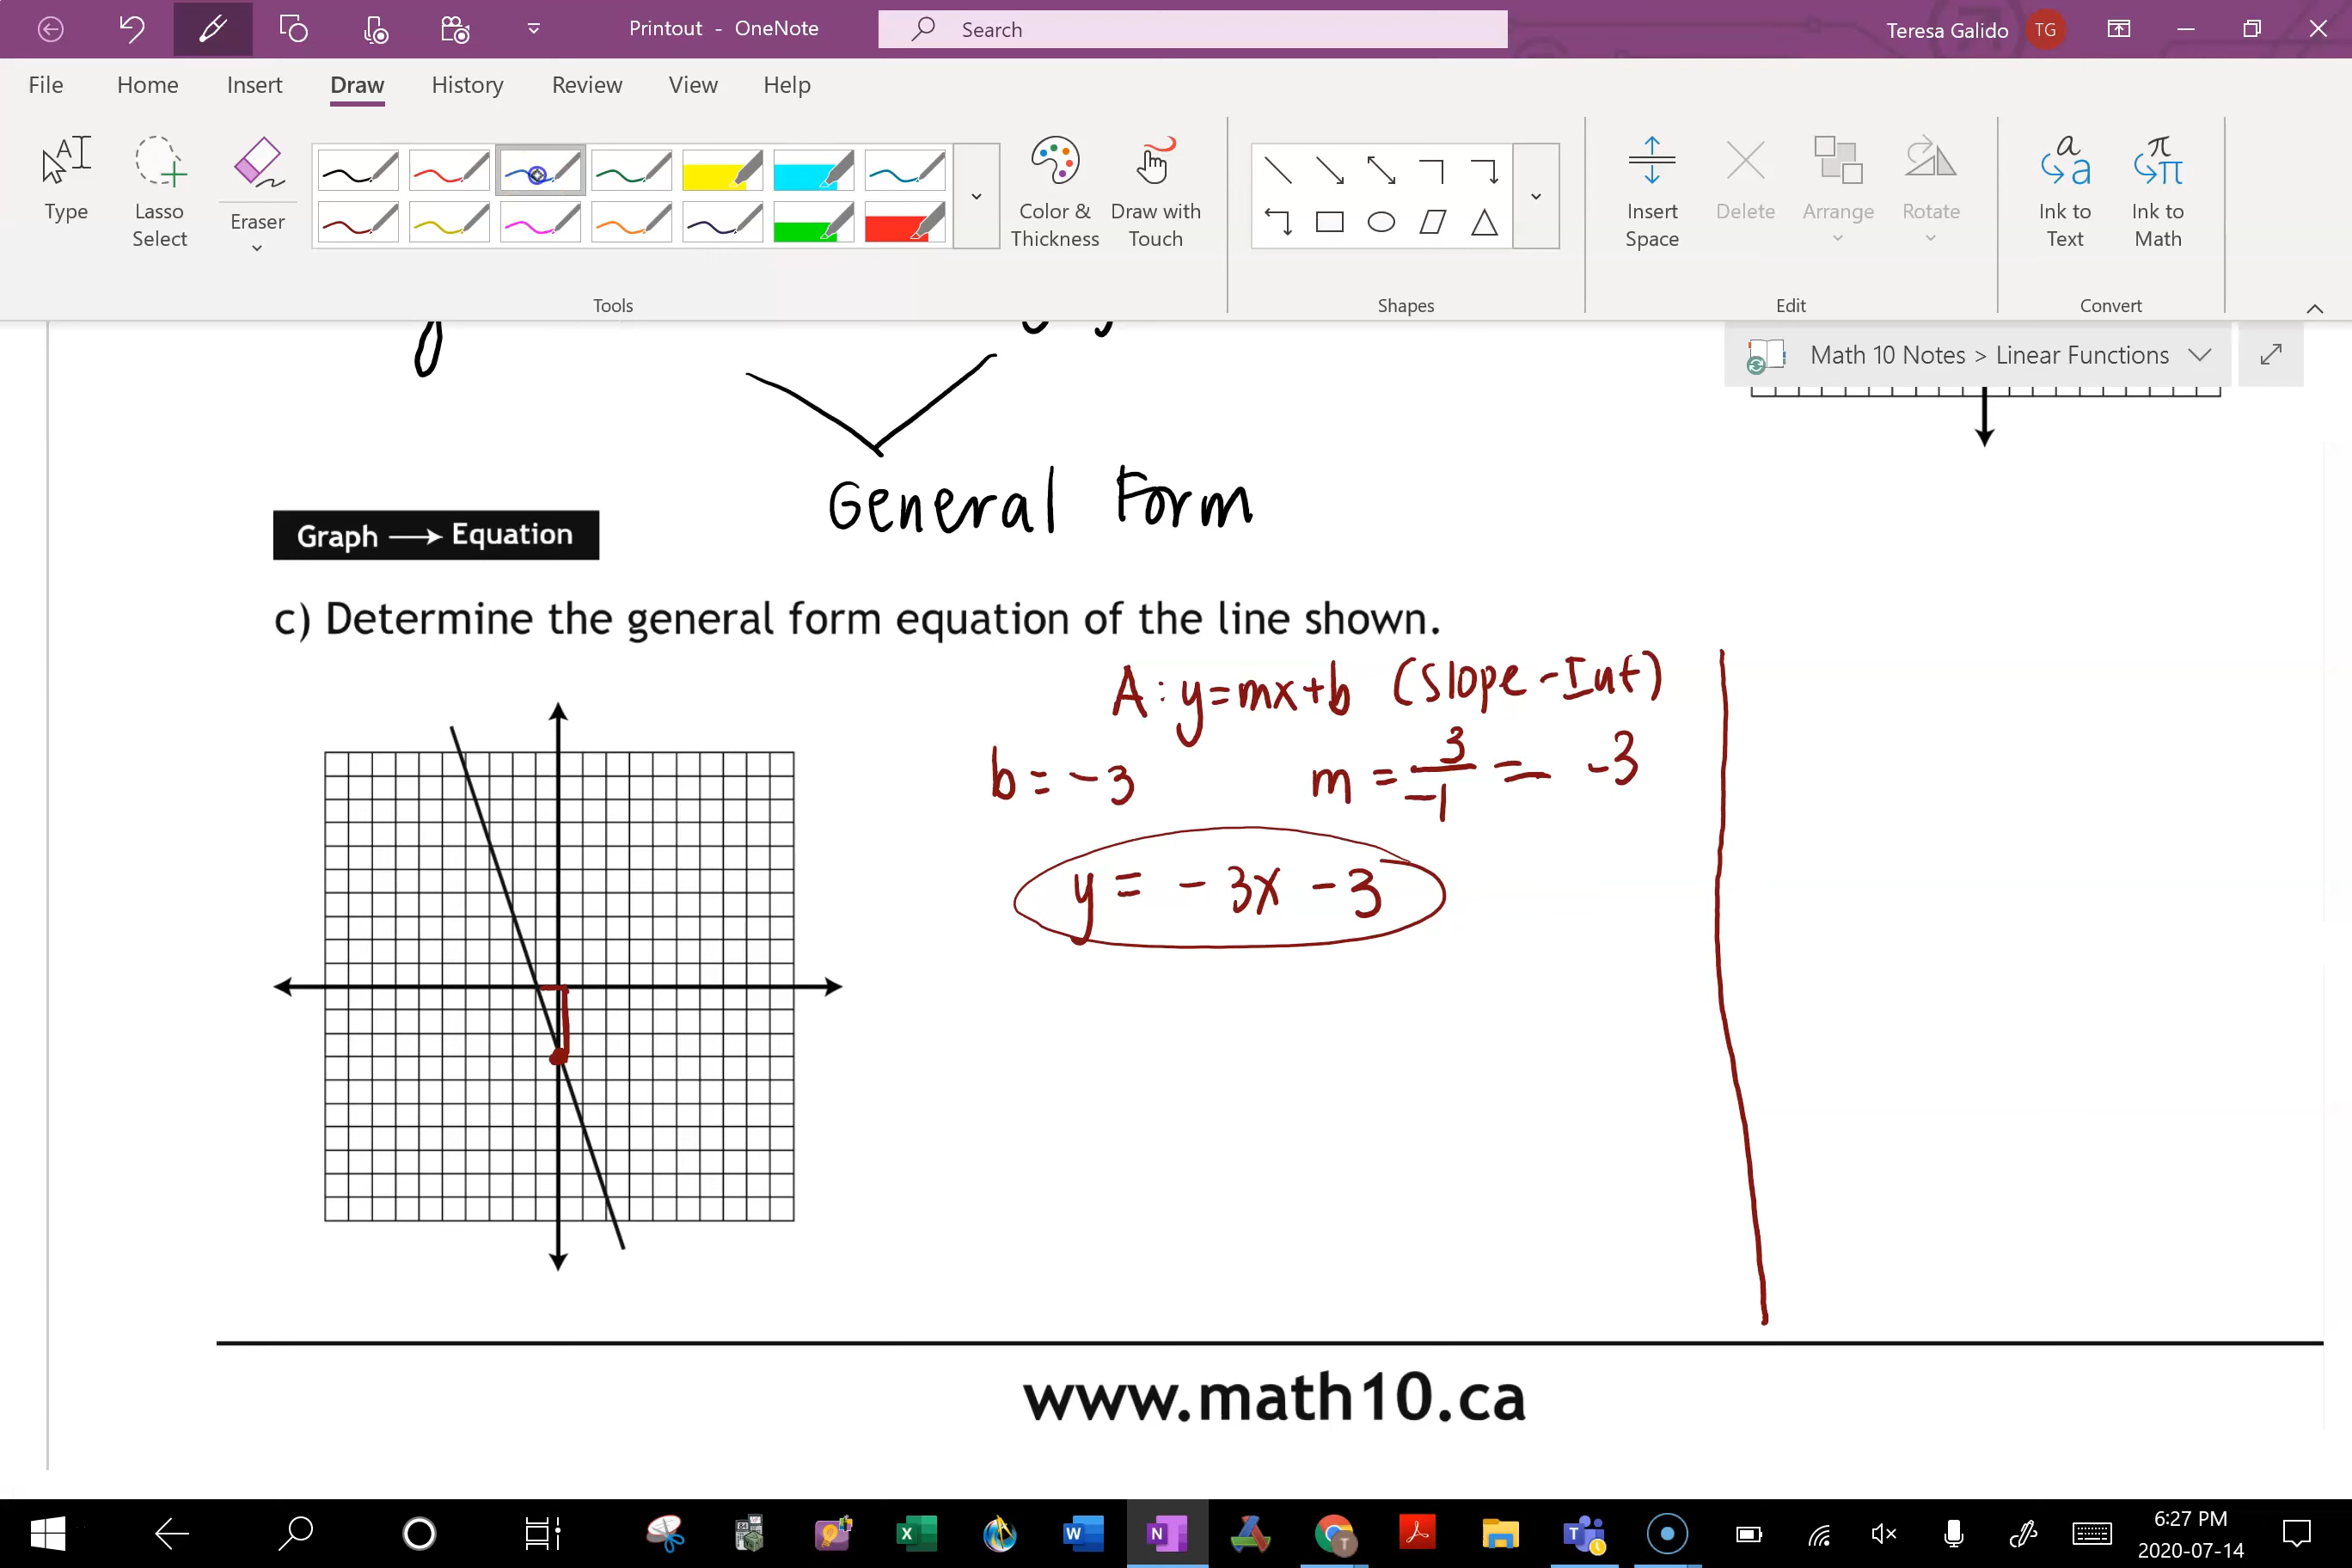 Printout - OneNote
Search
Teresa Galido
TG
File Home Insert Draw History Review View Help
Type
Lasso Select
Eraser
Color & Thickness
Draw with Touch
Insert Space
Delete
Arrange
Rotate
Ink to Text
Ink to Math
Tools
Shapes
Edit
Convert
Math 10 Notes > Linear Functions
General Form
Graph → Equation
c) Determine the general form equation of the line shown.
A: y=mx+b (Slope-Int)
b = -3 m = 3/-1 = -3
y = -3x -3
www.math10.ca
6:27 PM
2020-07-14